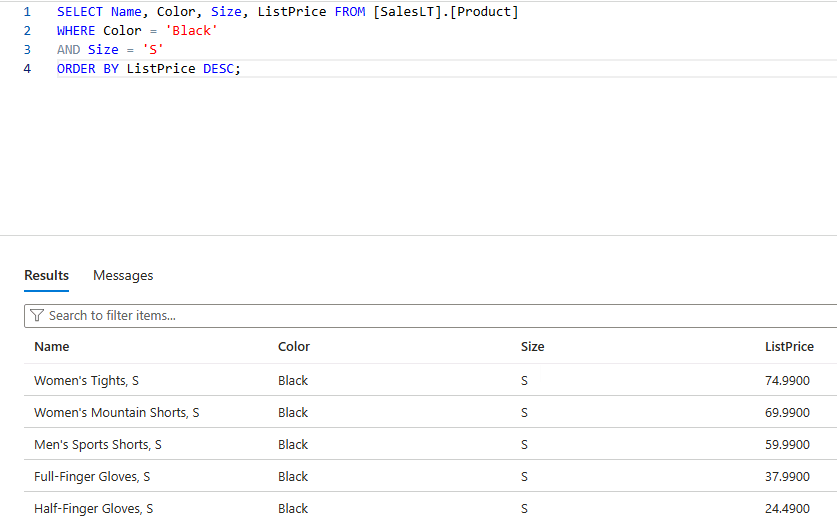 1 SELECT Name, Color, Size, ListPrice FROM [SalesLT].[Product]
2 WHERE Color = 'Black'
3 AND Size = 'S'
4 ORDER BY ListPrice DESC;
Results Messages
Search to filter items...
Name Color Size ListPrice
Women's Tights, S Black S 74.9900
Women's Mountain Shorts, S Black S 69.9900
Men's Sports Shorts, S Black S 59.9900
Full-Finger Gloves, S Black S 37.9900
Half-Finger Gloves, S Black S 24.4900